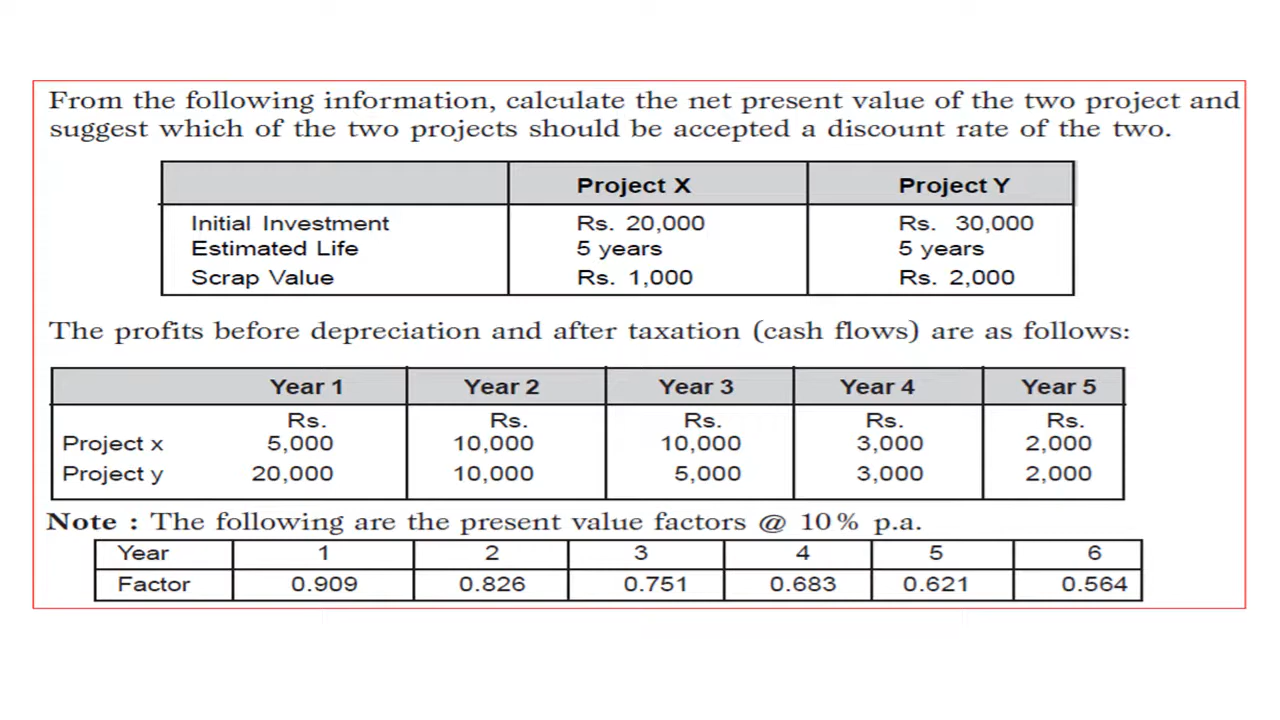 From the following information, calculate the net present value of the two project and
suggest which of the two projects should be accepted a discount rate of the two.
Project X Project Y
Initial Investment Rs. 20,000 Rs. 30,000
Estimated Life 5 years 5 years
Scrap Value Rs. 1,000 Rs. 2,000
The profits before depreciation and after taxation (cash flows) are as follows:
Year 1 Year 2 Year 3 Year 4 Year 5
Rs. Rs. Rs. Rs. Rs.
Project x 5,000 10,000 10,000 3,000 2,000
Project y 20,000 10,000 5,000 3,000 2,000
Note : The following are the present value factors @ 10% p.a.
Year 1 2 3 4 5 6
Factor 0.909 0.826 0.751 0.683 0.621 0.564